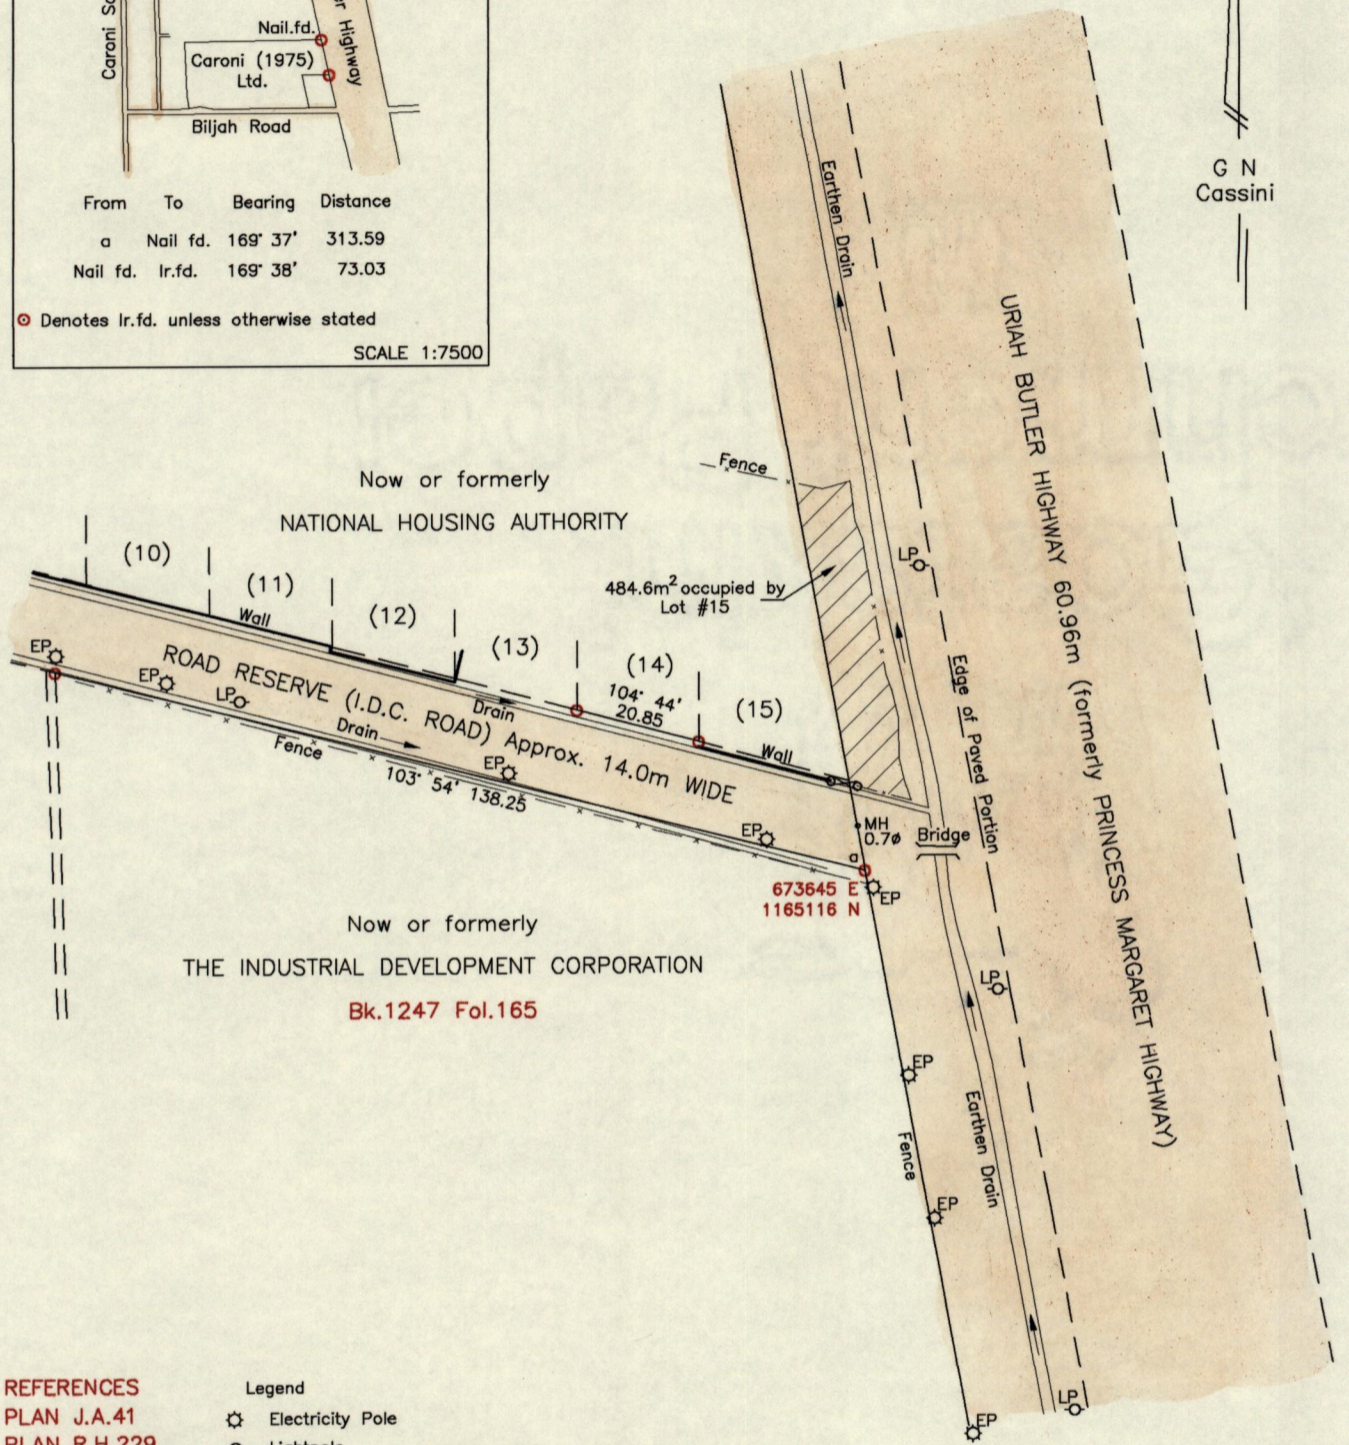 Caroni
Highway
Nail.fd.
Caroni (1975)
Ltd.
Biljah Road
From To Bearing Distance
a Nail fd. 169° 37' 313.59
Nail fd. Ir.fd. 169° 38' 73.03
Denotes Ir.fd. unless otherwise stated
SCALE 1:7500
G N
Cassini
Earthen Drain
URIAH BUTLER HIGHWAY 60.96m (formerly PRINCESS MARGARET HIGHWAY)
Now or formerly
NATIONAL HOUSING AUTHORITY
Fence
484.6m² occupied by
Lot #15
LP
(10)
(11)
(12)
(13)
(14)
(15)
Wall
104° 44'
20.85
Wall
Edge of Paved Portion
EP
EP
LP
ROAD RESERVE (I.D.C. ROAD) Approx. 14.0m WIDE
Drain
Drain
Fence
103° 54' 138.25
EP
EP
MH
0.7ø
Bridge
a
673645 E
1165116 N
EP
Now or formerly
THE INDUSTRIAL DEVELOPMENT CORPORATION
Bk.1247 Fol.165
LP
EP
Fence
Earthen Drain
EP
LP
EP
REFERENCES
PLAN J.A.41
PLAN R.H.229
Legend
Electricity Pole
Lightpole